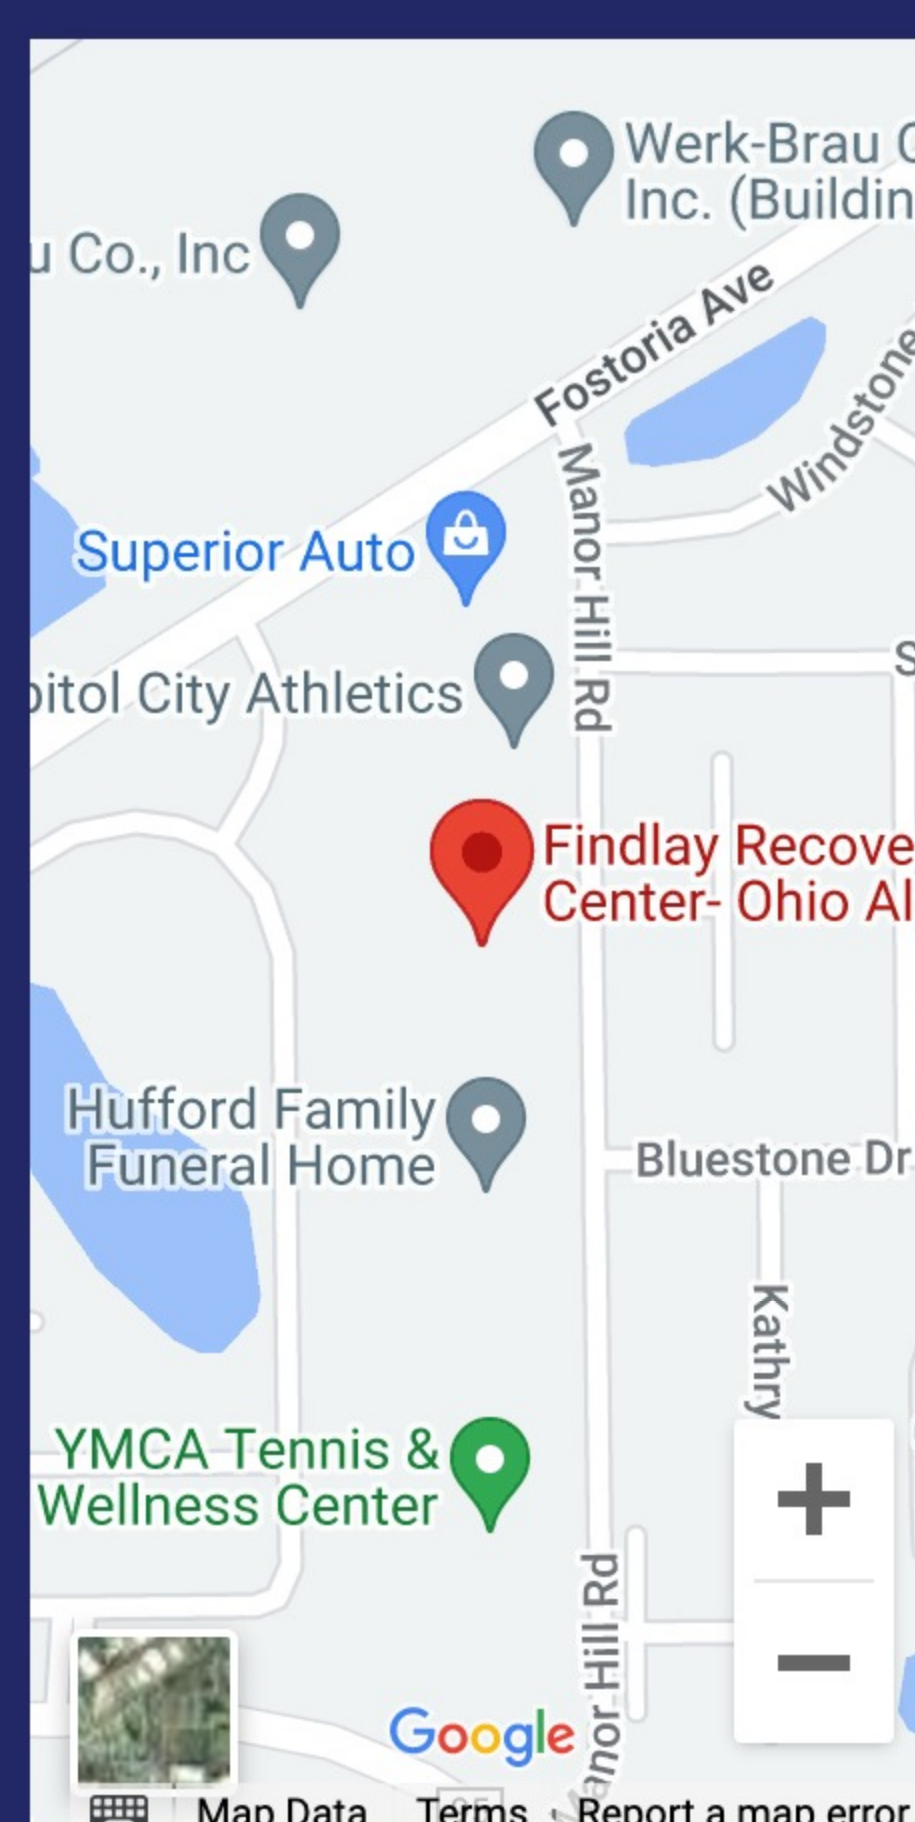 Werk-Brau C
Inc. (Buildin
u Co., Inc
Fostoria Ave
Windstone
Manor Hill Rd
Superior Auto
S
pitol City Athletics
Findlay Recove
Center- Ohio Al
Hufford Family
Funeral Home
Bluestone Dr
Kathry
YMCA Tennis &
Wellness Center
+
Manor Hill Rd
−
Google
Map Data
Terms
Report a map error